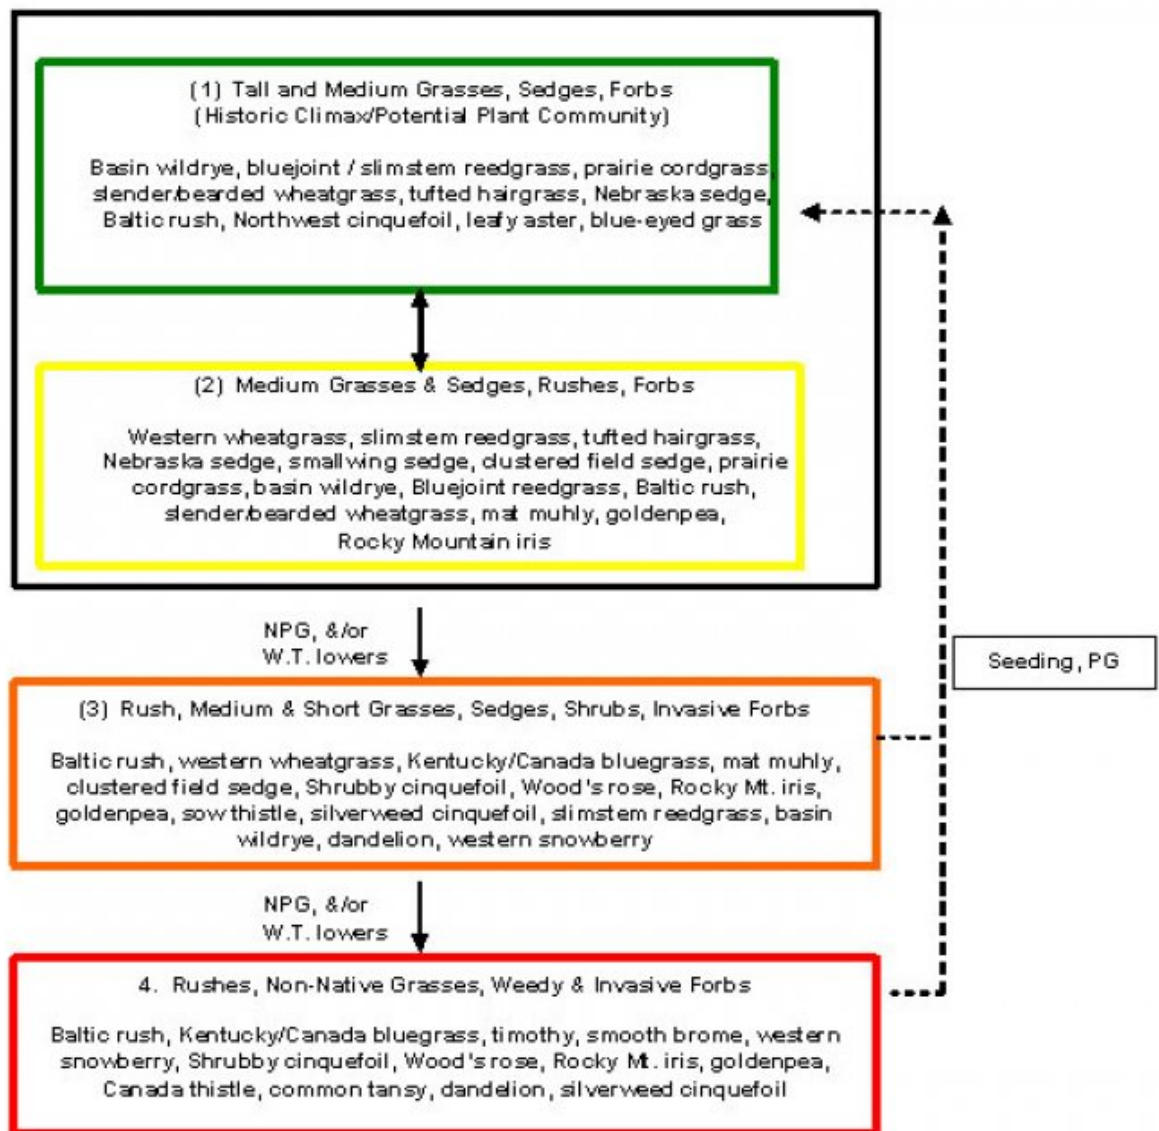 (1) Tall and Medium Grasses, Sedges, Forbs
(Historic Climax/Potential Plant Community)
Basin wildrye, bluejoint / slimstem reedgrass, prairie cordgrass,
slender/bearded wheatgrass, tufted hairgrass, Nebraska sedge,
Baltic rush, Northwest cinquefoil, leafy aster, blue-eyed grass
(2) Medium Grasses & Sedges, Rushes, Forbs
Western wheatgrass, slimstem reedgrass, tufted hairgrass,
Nebraska sedge, smallwing sedge, clustered field sedge, prairie
cordgrass, basin wildrye, Bluejoint reedgrass, Baltic rush,
slender/bearded wheatgrass, mat muhly, goldenpea,
Rocky Mountain iris
NPG, &/or
W.T. lowers
Seeding, PG
(3) Rush, Medium & Short Grasses, Sedges, Shrubs, Invasive Forbs
Baltic rush, western wheatgrass, Kentucky/Canada bluegrass, mat muhly,
clustered field sedge, Shrubby cinquefoil, Wood's rose, Rocky Mt. iris,
goldenpea, sow thistle, silverweed cinquefoil, slimstem reedgrass, basin
wildrye, dandelion, western snowberry
NPG, &/or
W.T. lowers
4. Rushes, Non-Native Grasses, Weedy & Invasive Forbs
Baltic rush, Kentucky/Canada bluegrass, timothy, smooth brome, western
snowberry, Shrubby cinquefoil, Wood's rose, Rocky Mt. iris, goldenpea,
Canada thistle, common tansy, dandelion, silverweed cinquefoil